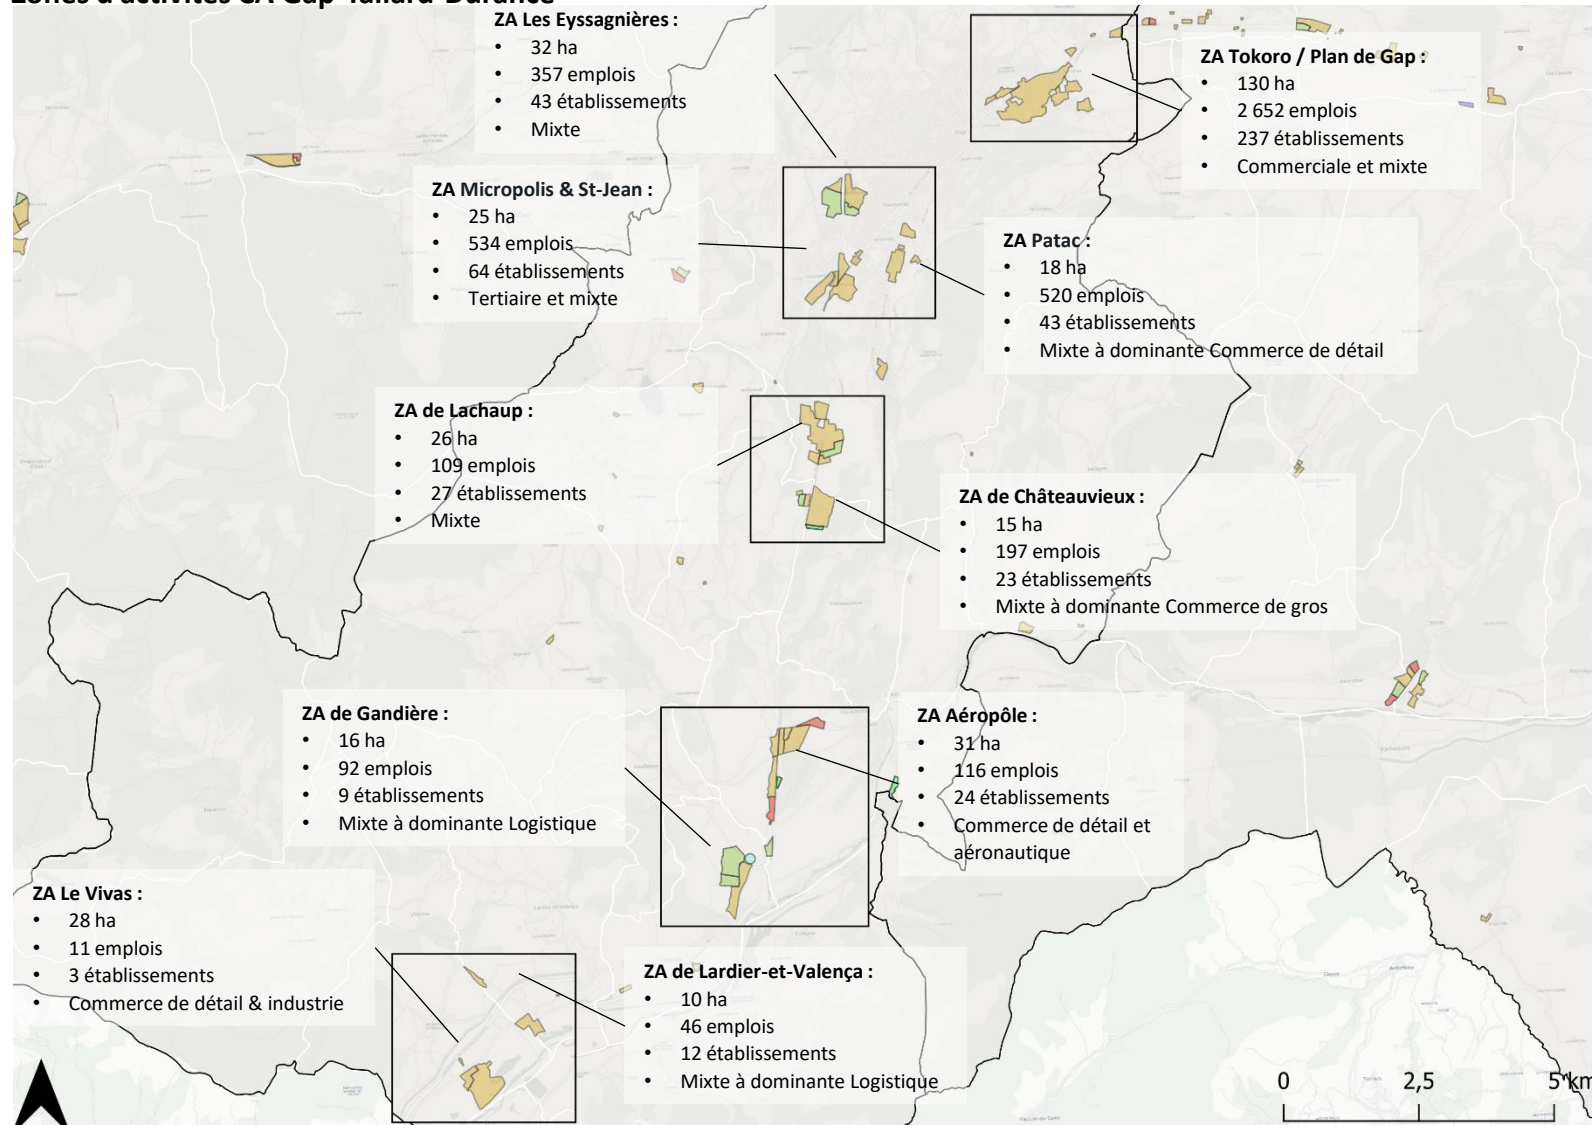 Zones d'activités CA Gap-Tallard-Durance
ZA Les Eyssagnières :
• 32 ha
• 357 emplois
• 43 établissements
• Mixte
ZA Tokoro / Plan de Gap :
• 130 ha
• 2 652 emplois
• 237 établissements
• Commerciale et mixte
ZA Micropolis & St-Jean :
• 25 ha
• 534 emplois
• 64 établissements
• Tertiaire et mixte
ZA Patac :
• 18 ha
• 520 emplois
• 43 établissements
• Mixte à dominante Commerce de détail
ZA de Lachaup :
• 26 ha
• 109 emplois
• 27 établissements
• Mixte
ZA de Châteauvieux :
• 15 ha
• 197 emplois
• 23 établissements
• Mixte à dominante Commerce de gros
ZA de Gandière :
• 16 ha
• 92 emplois
• 9 établissements
• Mixte à dominante Logistique
ZA Aéropôle :
• 31 ha
• 116 emplois
• 24 établissements
• Commerce de détail et
aéronautique
ZA Le Vivas :
• 28 ha
• 11 emplois
• 3 établissements
• Commerce de détail & industrie
ZA de Lardier-et-Valença :
• 10 ha
• 46 emplois
• 12 établissements
• Mixte à dominante Logistique
0 2,5 5 km